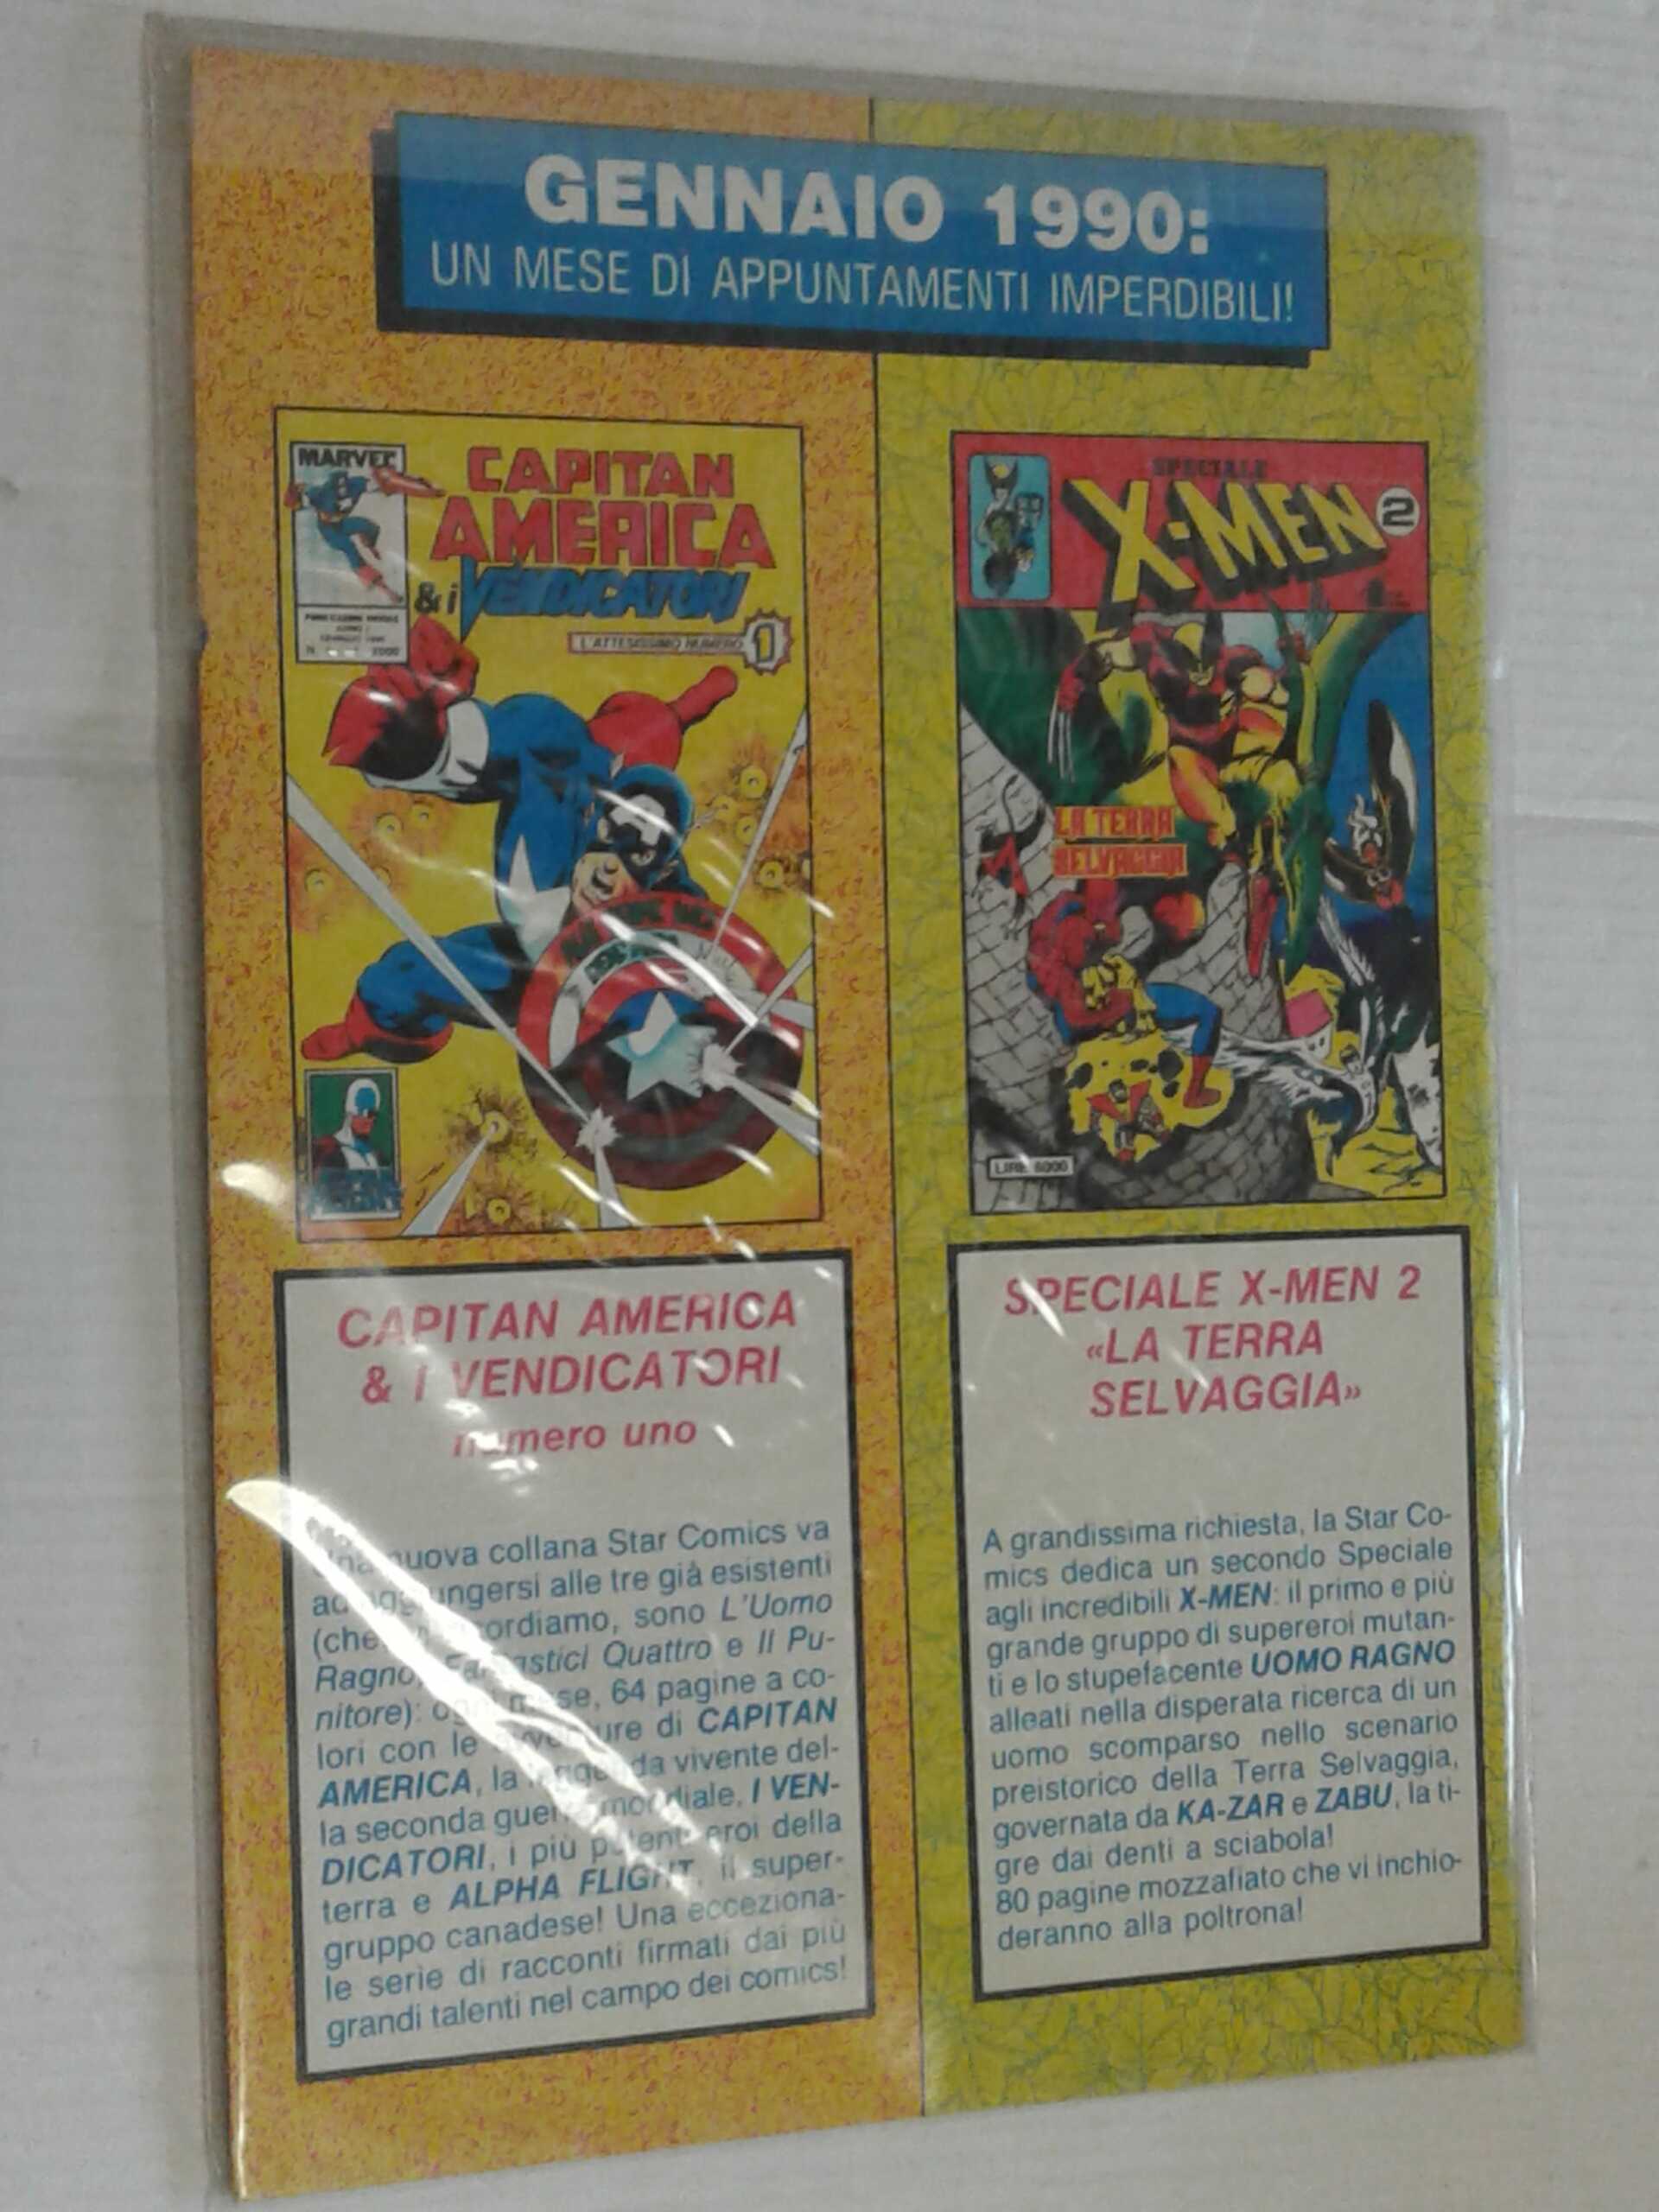 GENNAIO 1990:
UN MESE DI APPUNTAMENTI IMPERDIBILI!
MARVEL
CAPITAN
AMERICA
& i VENDICATORI
L'ATTESISSIMO NUMERO 1
SPECIALE
X-MEN 2
LA TERRA
SELVAGGIA
LIRE 6000
CAPITAN AMERICA
& I VENDICATORI
numero uno
Una nuova collana Star Comics va
ad aggiungersi alle tre già esistenti
(che, ricordiamo, sono L'Uomo
Ragno, Fantastici Quattro e Il Pu-
nitore): ogni mese, 64 pagine a co-
lori con le avventure di CAPITAN
AMERICA, la leggenda vivente del-
la seconda guerra mondiale, I VEN-
DICATORI, i più potenti eroi della
terra e ALPHA FLIGHT, il super-
gruppo canadese! Una ecceziona-
le serie di racconti firmati dai più
grandi talenti nel campo dei comics!
SPECIALE X-MEN 2
«LA TERRA
SELVAGGIA»
A grandissima richiesta, la Star Co-
mics dedica un secondo Speciale
agli incredibili X-MEN: il primo e più
grande gruppo di supereroi mutan-
ti e lo stupefacente UOMO RAGNO
alleati nella disperata ricerca di un
uomo scomparso nello scenario
preistorico della Terra Selvaggia,
governata da KA-ZAR e ZABU, la ti-
gre dai denti a sciabola!
80 pagine mozzafiato che vi inchio-
deranno alla poltrona!